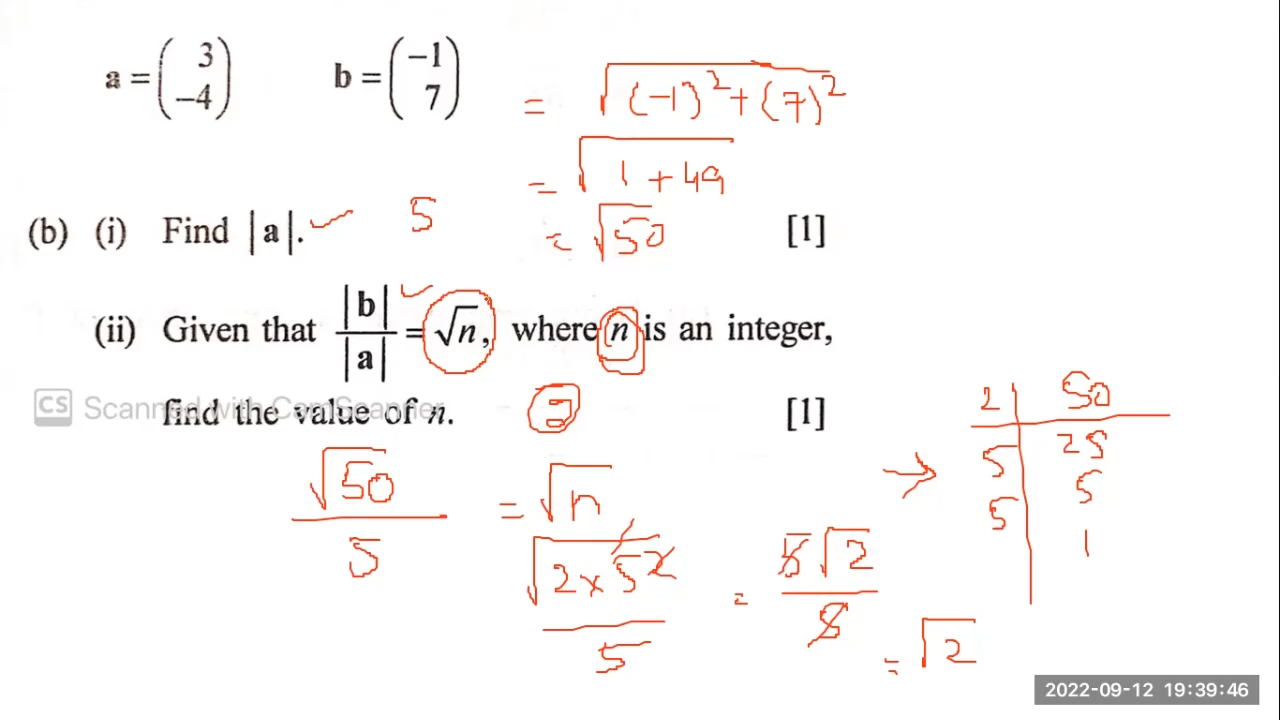 a = ( 3 −4 ) b = ( −1 7 )
= √(-1)² + (7)²
= √1 + 49
(b) (i) Find |a|. ✓ 5 = √50 [1]
(ii) Given that |b| / |a| = √n, where n is an integer,
CS Scanned with CamScanner
find the value of n. [1]
√50 / 5 = √n
√2 × 5² / 5 = 5√2 / 5 = √2
→
2 | 50
5 | 25
5 | 5
1
2022-09-12 19:39:46